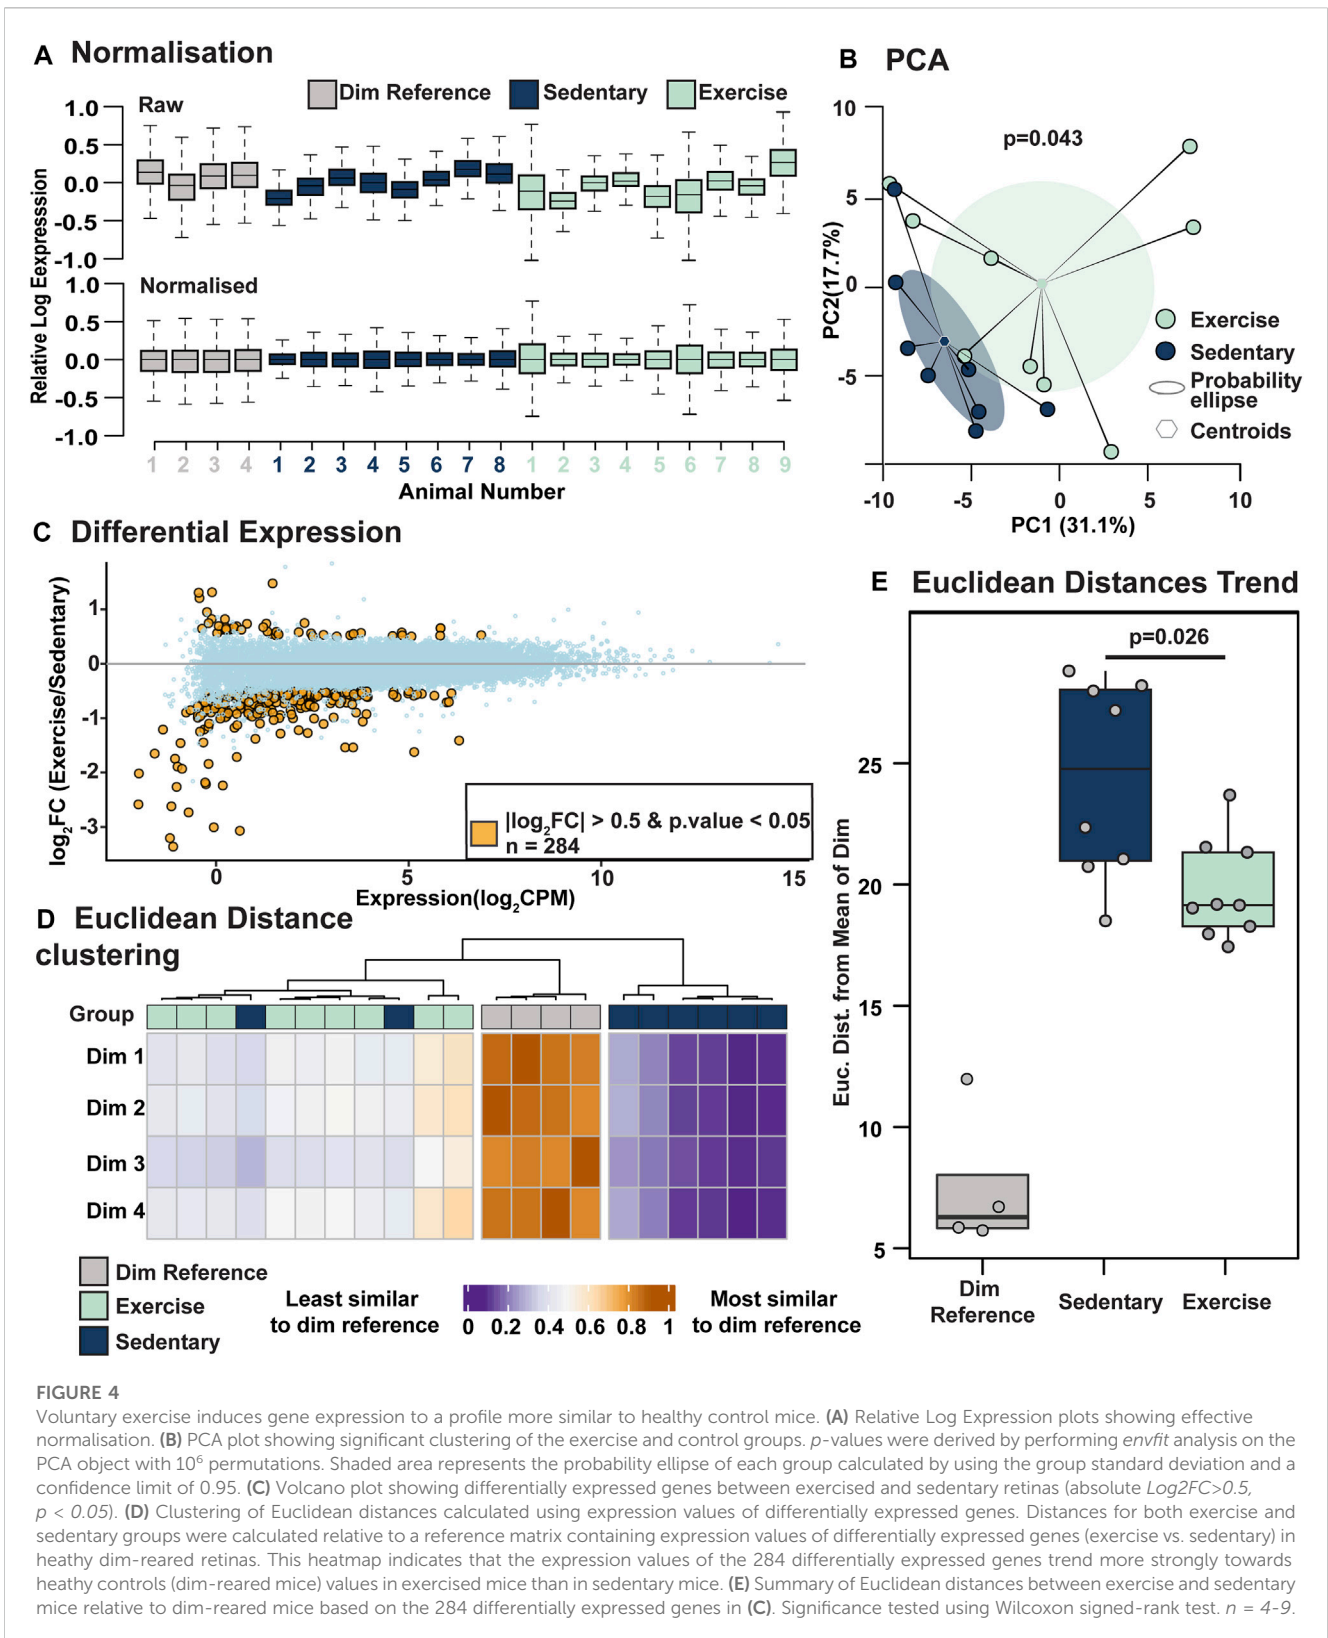 A Normalisation
Dim Reference Sedentary Exercise
Raw
1.0
0.5
0.0
-0.5
-1.0
Normalised
1.0
0.5
0.0
-0.5
-1.0
Relative Log Eexpresssion
1 2 3 4 1 2 3 4 5 6 7 8 1 2 3 4 5 6 7 8 9
Animal Number
B PCA
p=0.043
10
5
0
-5
PC2(17.7%)
-10 -5 0 5 10
PC1 (31.1%)
Exercise
Sedentary
Probability
ellipse
Centroids
C Differential Expression
log2FC (Exercise/Sedentary)
1
0
-1
-2
-3
|log2FC| > 0.5 & p.value < 0.05
n = 284
0 5 10 15
Expression(log2CPM)
D Euclidean Distance
clustering
Group
Dim 1
Dim 2
Dim 3
Dim 4
Dim Reference
Exercise
Sedentary
Least similar
to dim reference
0 0.2 0.4 0.6 0.8 1
Most similar
to dim reference
E Euclidean Distances Trend
p=0.026
Euc. Dist. from Mean of Dim
25
20
15
10
5
Dim
Reference
Sedentary
Exercise
FIGURE 4
Voluntary exercise induces gene expression to a profile more similar to healthy control mice. (A) Relative Log Expression plots showing effective
normalisation. (B) PCA plot showing significant clustering of the exercise and control groups. p-values were derived by performing envfit analysis on the
PCA object with 10⁶ permutations. Shaded area represents the probability ellipse of each group calculated by using the group standard deviation and a
confidence limit of 0.95. (C) Volcano plot showing differentially expressed genes between exercised and sedentary retinas (absolute Log2FC>0.5,
p < 0.05). (D) Clustering of Euclidean distances calculated using expression values of differentially expressed genes. Distances for both exercise and
sedentary groups were calculated relative to a reference matrix containing expression values of differentially expressed genes (exercise vs. sedentary) in
heathy dim-reared retinas. This heatmap indicates that the expression values of the 284 differentially expressed genes trend more strongly towards
heathy controls (dim-reared mice) values in exercised mice than in sedentary mice. (E) Summary of Euclidean distances between exercise and sedentary
mice relative to dim-reared mice based on the 284 differentially expressed genes in (C). Significance tested using Wilcoxon signed-rank test. n = 4-9.